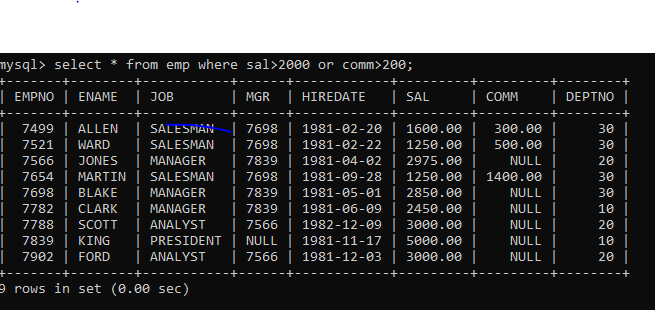 mysql> select * from emp where sal>2000 or comm>200;
+-------+--------+-----------+------+------------+---------+---------+--------+
| EMPNO | ENAME | JOB | MGR | HIREDATE | SAL | COMM | DEPTNO |
+-------+--------+-----------+------+------------+---------+---------+--------+
| 7499 | ALLEN | SALESMAN | 7698 | 1981-02-20 | 1600.00 | 300.00 | 30 |
| 7521 | WARD | SALESMAN | 7698 | 1981-02-22 | 1250.00 | 500.00 | 30 |
| 7566 | JONES | MANAGER | 7839 | 1981-04-02 | 2975.00 | NULL | 20 |
| 7654 | MARTIN | SALESMAN | 7698 | 1981-09-28 | 1250.00 | 1400.00 | 30 |
| 7698 | BLAKE | MANAGER | 7839 | 1981-05-01 | 2850.00 | NULL | 30 |
| 7782 | CLARK | MANAGER | 7839 | 1981-06-09 | 2450.00 | NULL | 10 |
| 7788 | SCOTT | ANALYST | 7566 | 1982-12-09 | 3000.00 | NULL | 20 |
| 7839 | KING | PRESIDENT | NULL | 1981-11-17 | 5000.00 | NULL | 10 |
| 7902 | FORD | ANALYST | 7566 | 1981-12-03 | 3000.00 | NULL | 20 |
+-------+--------+-----------+------+------------+---------+---------+--------+
9 rows in set (0.00 sec)